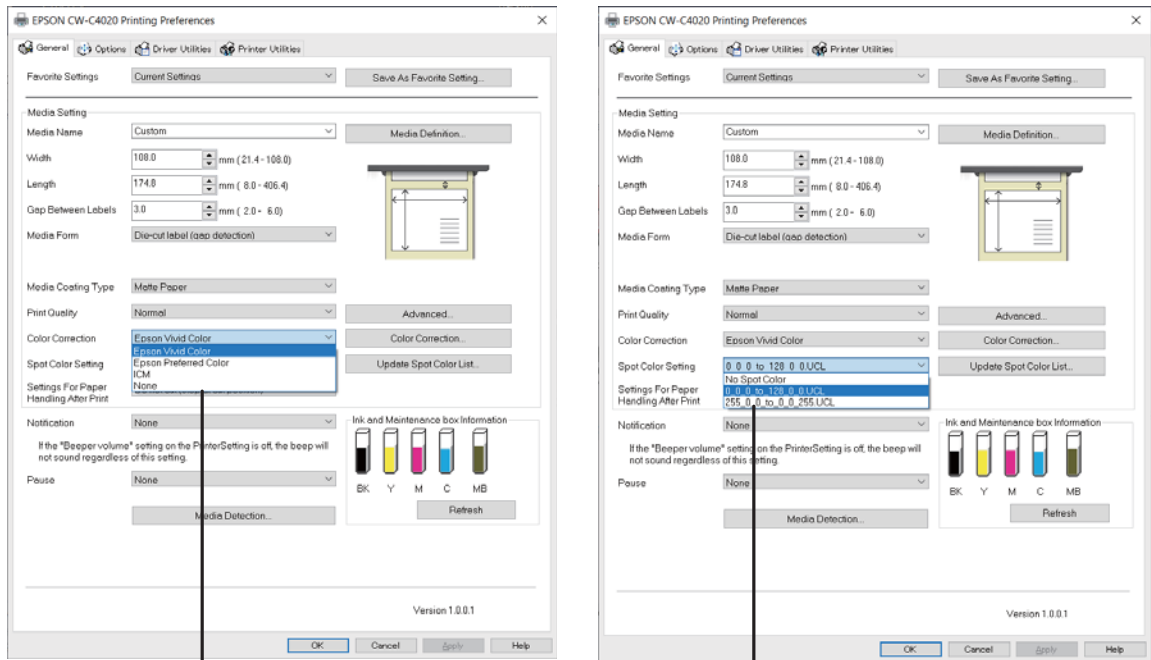 EPSON CW-C4020 Printing Preferences
General Options Driver Utilities Printer Utilities
Favorite Settings Current Settings Save As Favorite Setting...
Media Setting
Media Name Custom Media Definition...
Width 108.0 mm ( 21.4 - 108.0)
Length 174.8 mm ( 8.0 - 406.4)
Gap Between Labels 3.0 mm ( 2.0 - 6.0)
Media Form Die-cut label (gap detection)
Media Coating Type Matte Paper
Print Quality Normal Advanced...
Color Correction Epson Vivid Color Color Correction...
Epson Vivid Color
Spot Color Setting Epson Preferred Color Update Spot Color List...
ICM
Settings For Paper None
Handling After Print
Notification None Ink and Maintenance box Information
If the "Beeper volume" setting on the PrinterSetting is off, the beep will
not sound regardless of this setting.
Pause None
BK Y M C MB
Refresh
Media Detection...
Version 1.0.0.1
OK Cancel Apply Help
EPSON CW-C4020 Printing Preferences
General Options Driver Utilities Printer Utilities
Favorite Settings Current Settings Save As Favorite Setting...
Media Setting
Media Name Custom Media Definition...
Width 108.0 mm ( 21.4 - 108.0)
Length 174.8 mm ( 8.0 - 406.4)
Gap Between Labels 3.0 mm ( 2.0 - 6.0)
Media Form Die-cut label (gap detection)
Media Coating Type Matte Paper
Print Quality Normal Advanced...
Color Correction Epson Vivid Color Color Correction...
Spot Color Setting 0_0_0_to_128_0_0.UCL Update Spot Color List...
No Spot Color
Settings For Paper 0_0_0_to_128_0_0.UCL
Handling After Print 255_0_0_to_0_0_255.UCL
Notification None Ink and Maintenance box Information
If the "Beeper volume" setting on the PrinterSetting is off, the beep will
not sound regardless of this setting.
Pause None
BK Y M C MB
Refresh
Media Detection...
Version 1.0.0.1
OK Cancel Apply Help